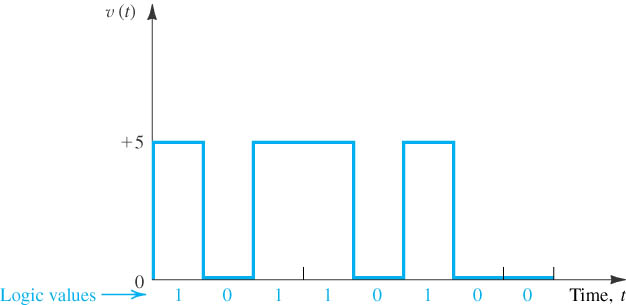 v (t)
+5
0
Logic values 1 0 1 1 0 1 0 0 Time, t